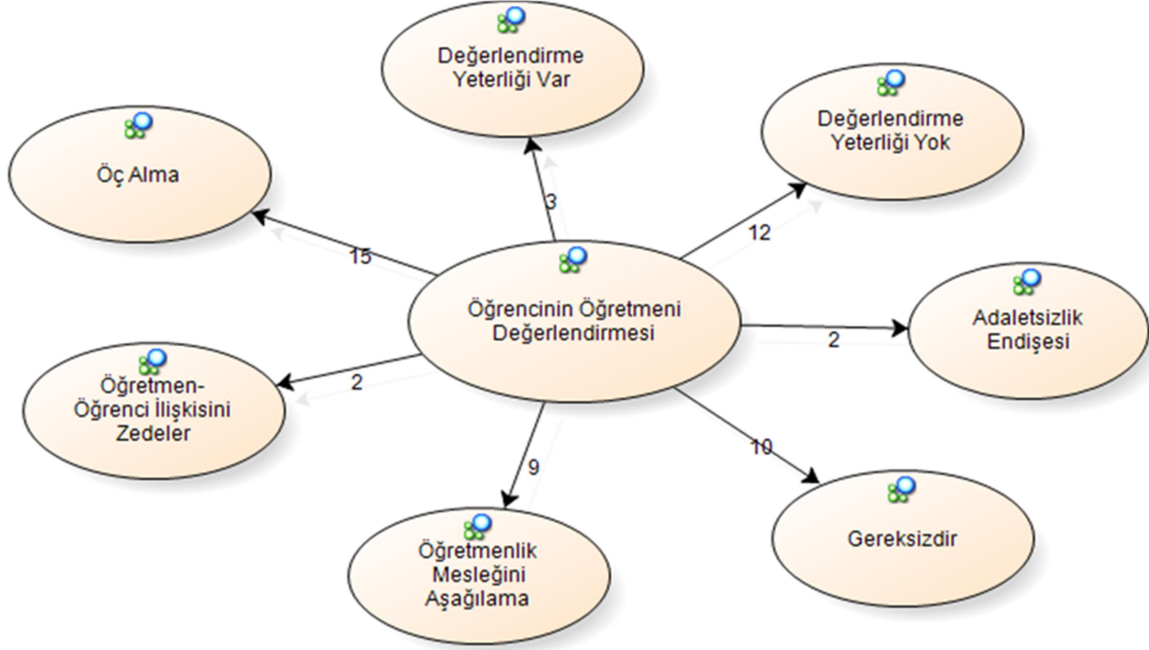 Değerlendirme
Yeterliği Var
Değerlendirme
Yeterliği Yok
Öç Alma
3
12
15
Öğrencinin Öğretmeni
Değerlendirmesi
Adaletsizlik
Endişesi
2
2
Öğretmen-
Öğrenci İlişkisini
Zedeler
10
9
Gereksizdir
Öğretmenlik
Mesleğini
Aşağılama